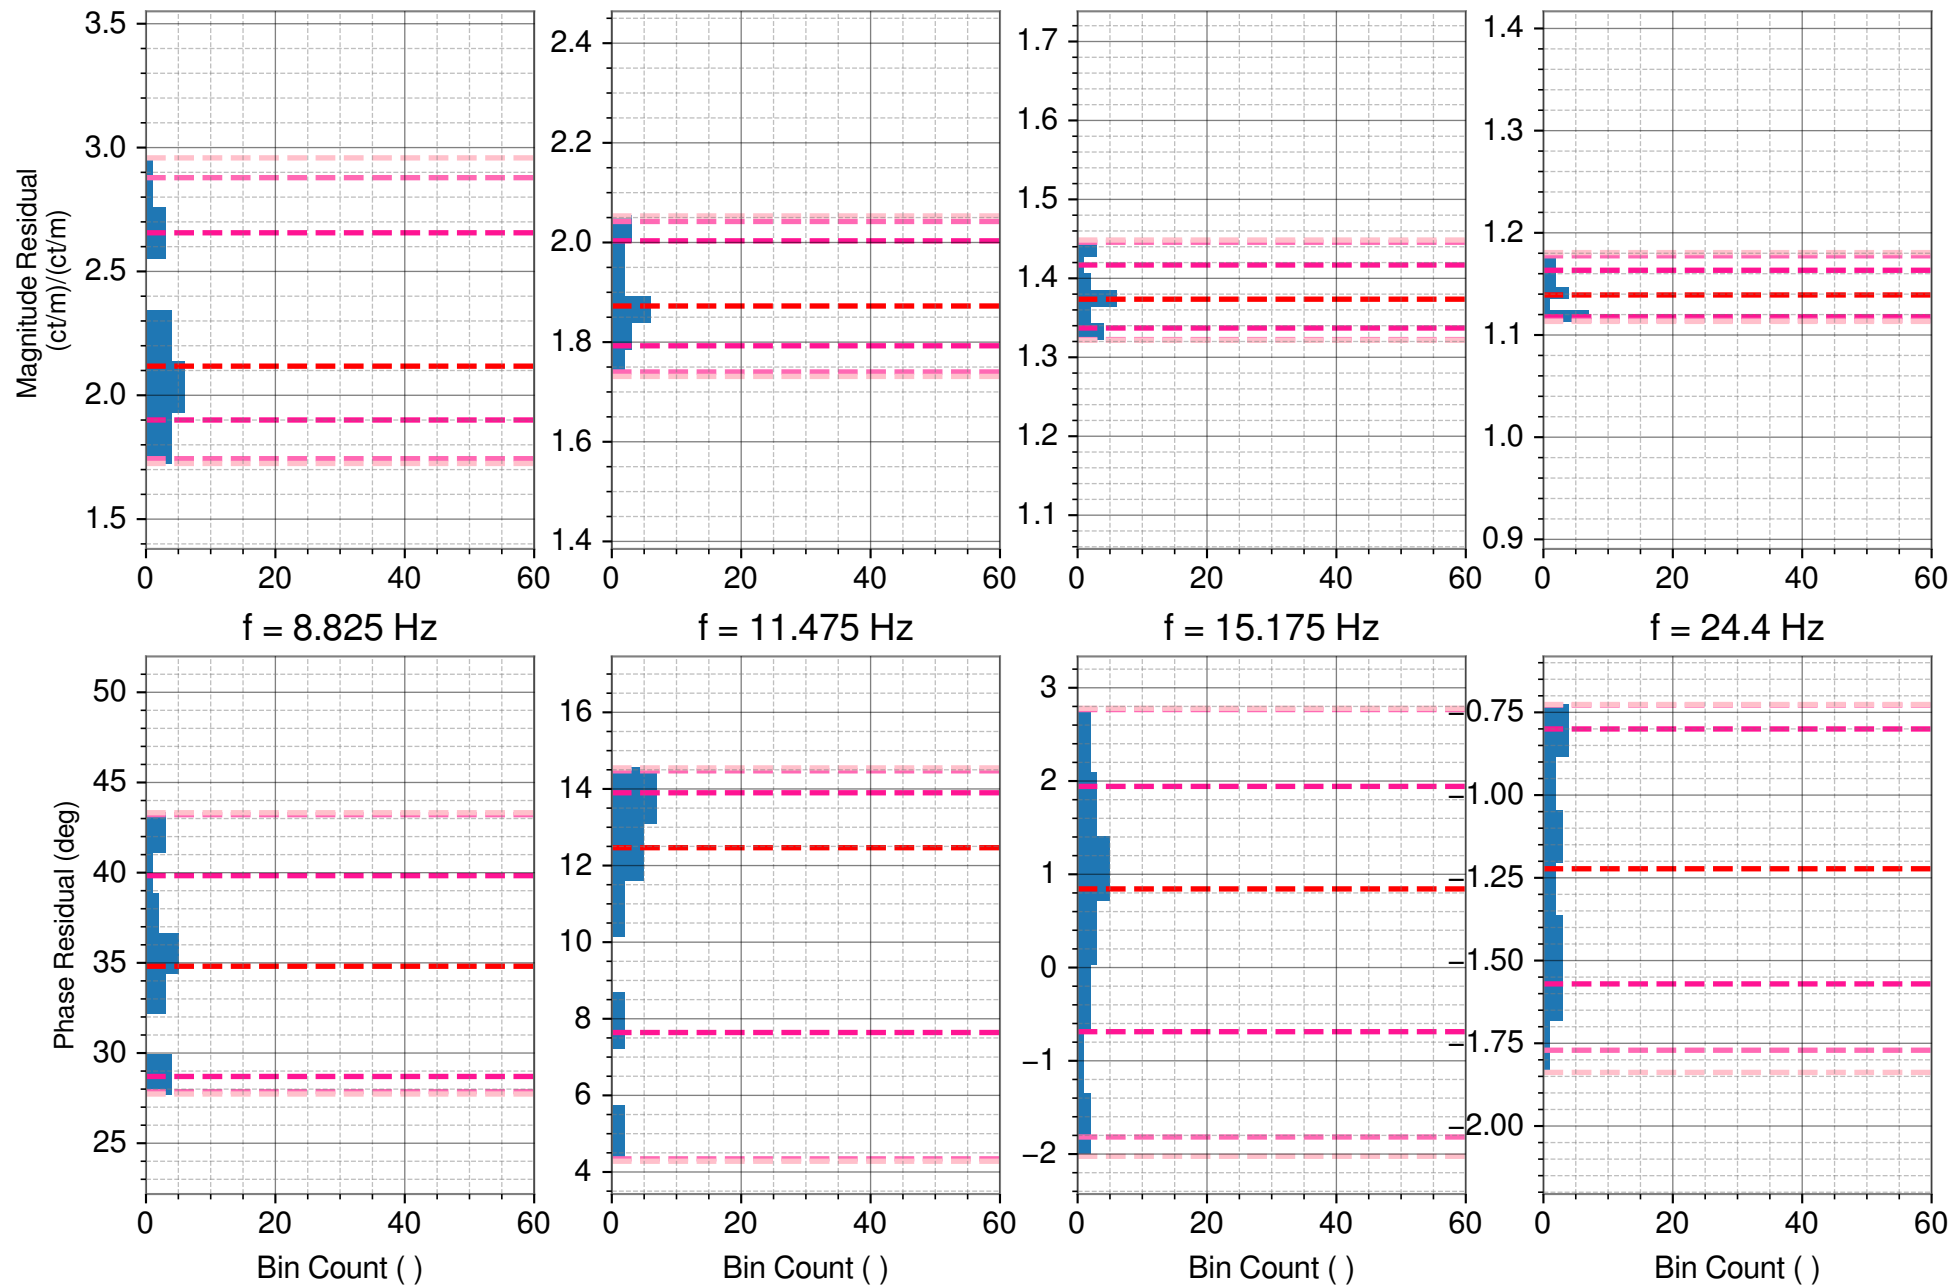 Magnitude Residual
(ct/m)/(ct/m)
3.5
3.0
2.5
2.0
1.5
0 20 40 60
2.4
2.2
2.0
1.8
1.6
1.4
0 20 40 60
1.7
1.6
1.5
1.4
1.3
1.2
1.1
0 20 40 60
1.4
1.3
1.2
1.1
1.0
0.9
0 20 40 60
f = 8.825 Hz
f = 11.475 Hz
f = 15.175 Hz
f = 24.4 Hz
Phase Residual (deg)
50
45
40
35
30
25
0 20 40 60
Bin Count ( )
16
14
12
10
8
6
4
0 20 40 60
Bin Count ( )
3
2
1
0
−1
−2
0 20 40 60
Bin Count ( )
−0.75
−1.00
−1.25
−1.50
−1.75
−2.00
0 20 40 60
Bin Count ( )